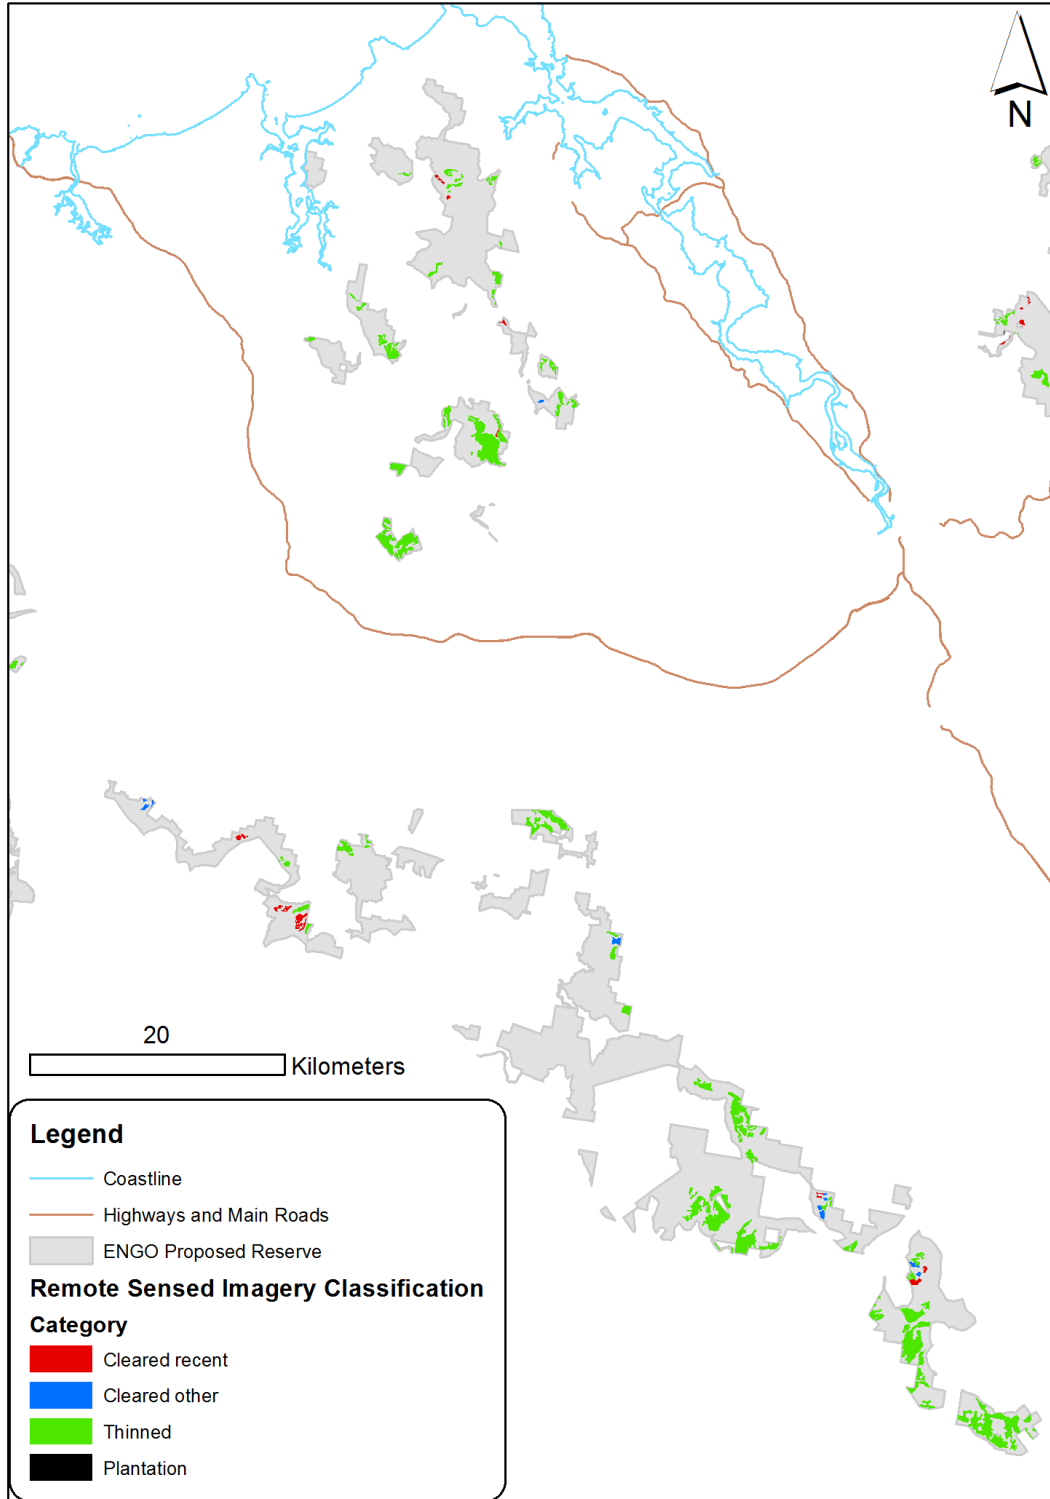 N
20
Kilometers
Legend
Coastline
Highways and Main Roads
ENGO Proposed Reserve
Remote Sensed Imagery Classification
Category
Cleared recent
Cleared other
Thinned
Plantation